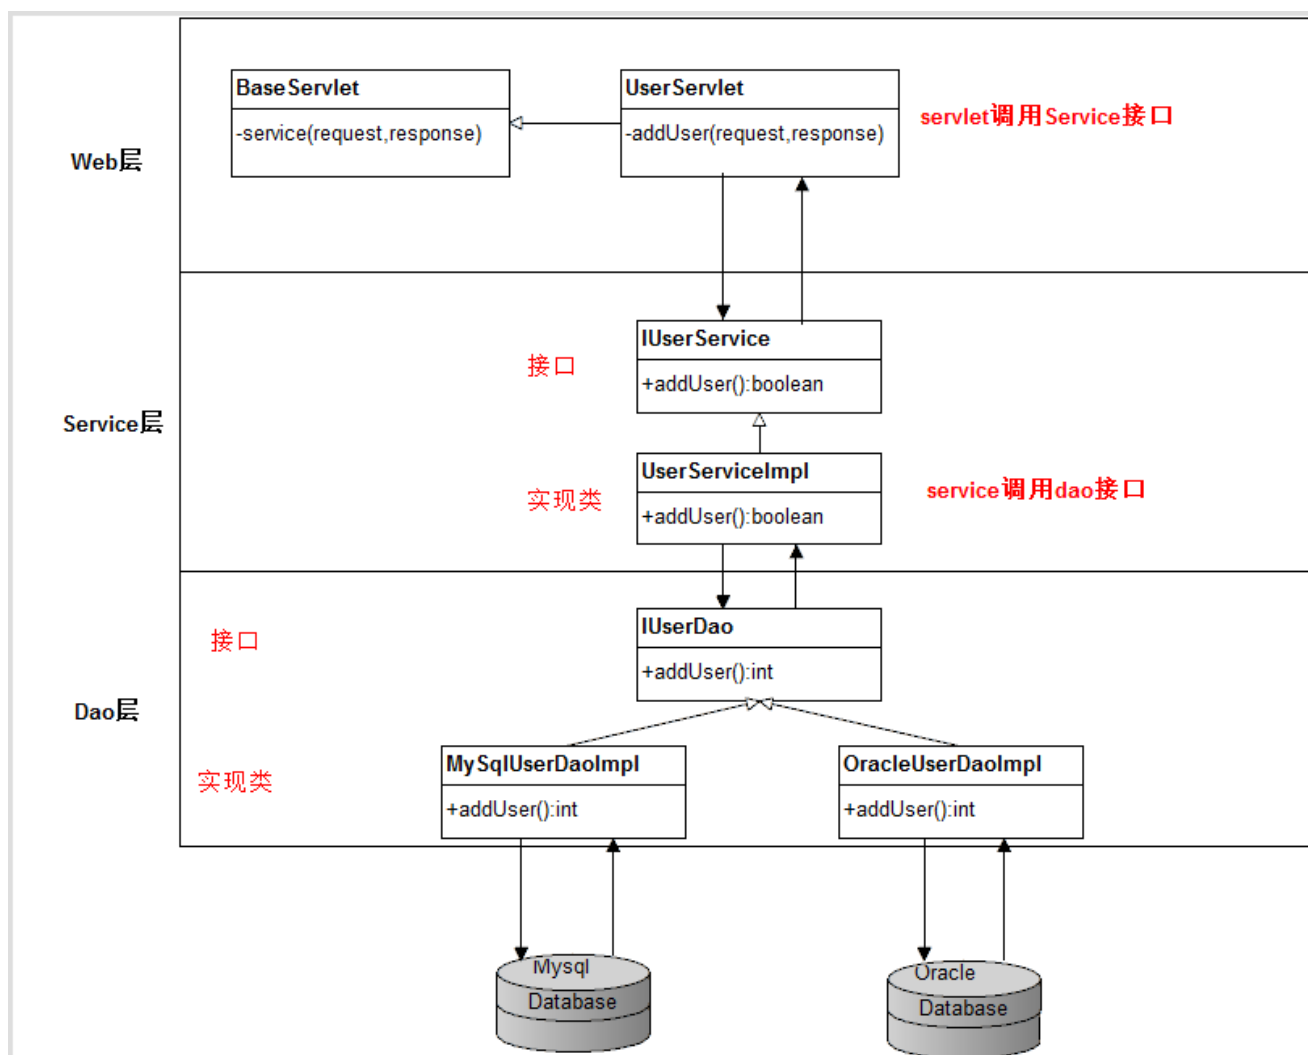 BaseServlet
-service(request,response)
UserServlet
-addUser(request,response)
servlet调用Service接口
Web层
IUserService
+addUser():boolean
接口
Service层
UserServiceImpl
+addUser():boolean
实现类
service调用dao接口
IUserDao
+addUser():int
接口
Dao层
MySqlUserDaoImpl
+addUser():int
OracleUserDaoImpl
+addUser():int
实现类
Mysql
Database
Oracle
Database